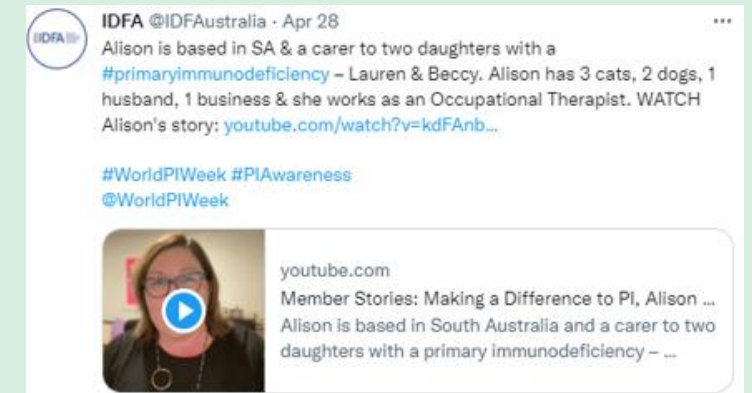 IDFA @IDFAustralia · Apr 28
IDFA
Alison is based in SA & a carer to two daughters with a
#primaryimmunodeficiency – Lauren & Beccy. Alison has 3 cats, 2 dogs, 1
husband, 1 business & she works as an Occupational Therapist. WATCH
Alison's story: youtube.com/watch?v=kdFAnb...
#WorldPIWeek #PIAwareness
@WorldPIWeek
youtube.com
Member Stories: Making a Difference to PI, Alison ...
Alison is based in South Australia and a carer to two
daughters with a primary immunodeficiency – ...